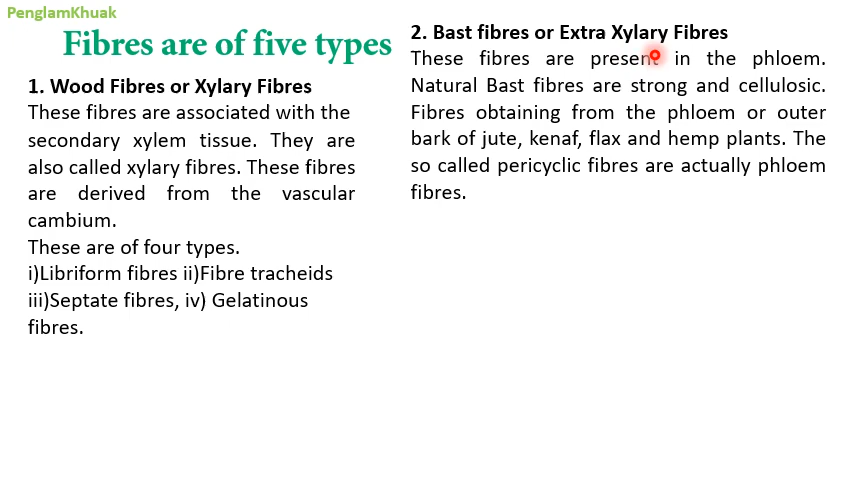 PenglamKhuak
Fibres are of five types
1. Wood Fibres or Xylary Fibres
These fibres are associated with the
secondary xylem tissue. They are
also called xylary fibres. These fibres
are derived from the vascular
cambium.
These are of four types.
i)Libriform fibres ii)Fibre tracheids
iii)Septate fibres, iv) Gelatinous
fibres.
2. Bast fibres or Extra Xylary Fibres
These fibres are present in the phloem.
Natural Bast fibres are strong and cellulosic.
Fibres obtaining from the phloem or outer
bark of jute, kenaf, flax and hemp plants. The
so called pericyclic fibres are actually phloem
fibres.